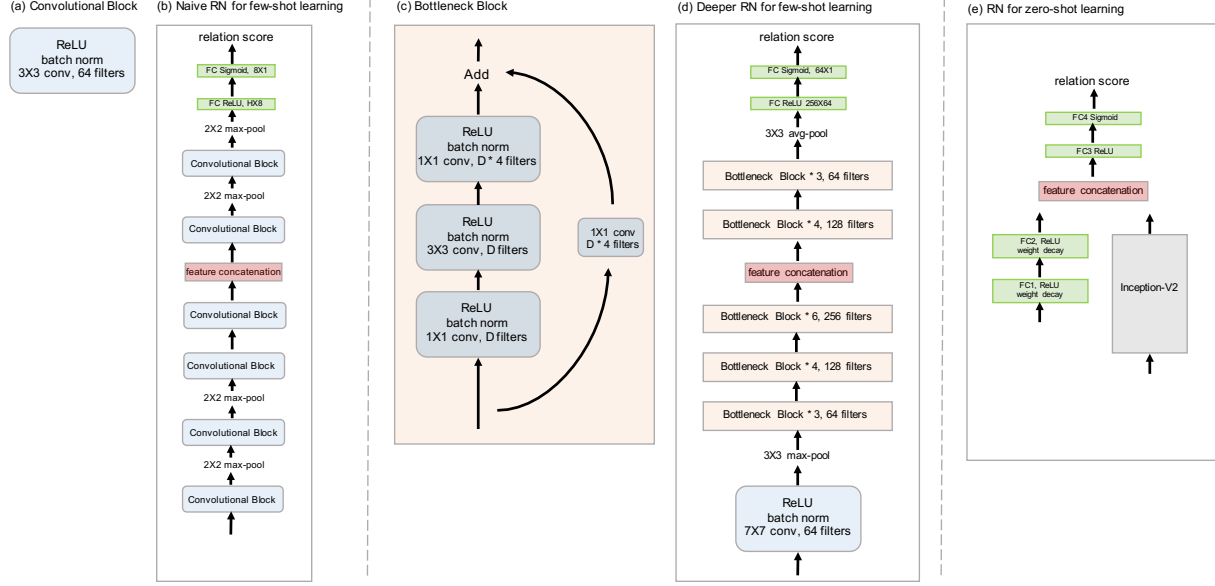 (a) Convolutional Block
ReLU
batch norm
3X3 conv, 64 filters
(b) Naive RN for few-shot learning
relation score
FC Sigmoid, 8X1
FC ReLU, HX8
2X2 max-pool
Convolutional Block
2X2 max-pool
Convolutional Block
feature concatenation
Convolutional Block
Convolutional Block
2X2 max-pool
Convolutional Block
2X2 max-pool
Convolutional Block
(c) Bottleneck Block
Add
ReLU
batch norm
1X1 conv, D * 4 filters
ReLU
batch norm
3X3 conv, D filters
1X1 conv
D * 4 filters
ReLU
batch norm
1X1 conv, D filters
(d) Deeper RN for few-shot learning
relation score
FC Sigmoid, 64X1
FC ReLU 256X64
3X3 avg-pool
Bottleneck Block * 3, 64 filters
Bottleneck Block * 4, 128 filters
feature concatenation
Bottleneck Block * 6, 256 filters
Bottleneck Block * 4, 128 filters
Bottleneck Block * 3, 64 filters
3X3 max-pool
ReLU
batch norm
7X7 conv, 64 filters
(e) RN for zero-shot learning
relation score
FC4 Sigmoid
FC3 ReLU
feature concatenation
FC2, ReLU
weight decay
FC1, ReLU
weight decay
Inception-V2